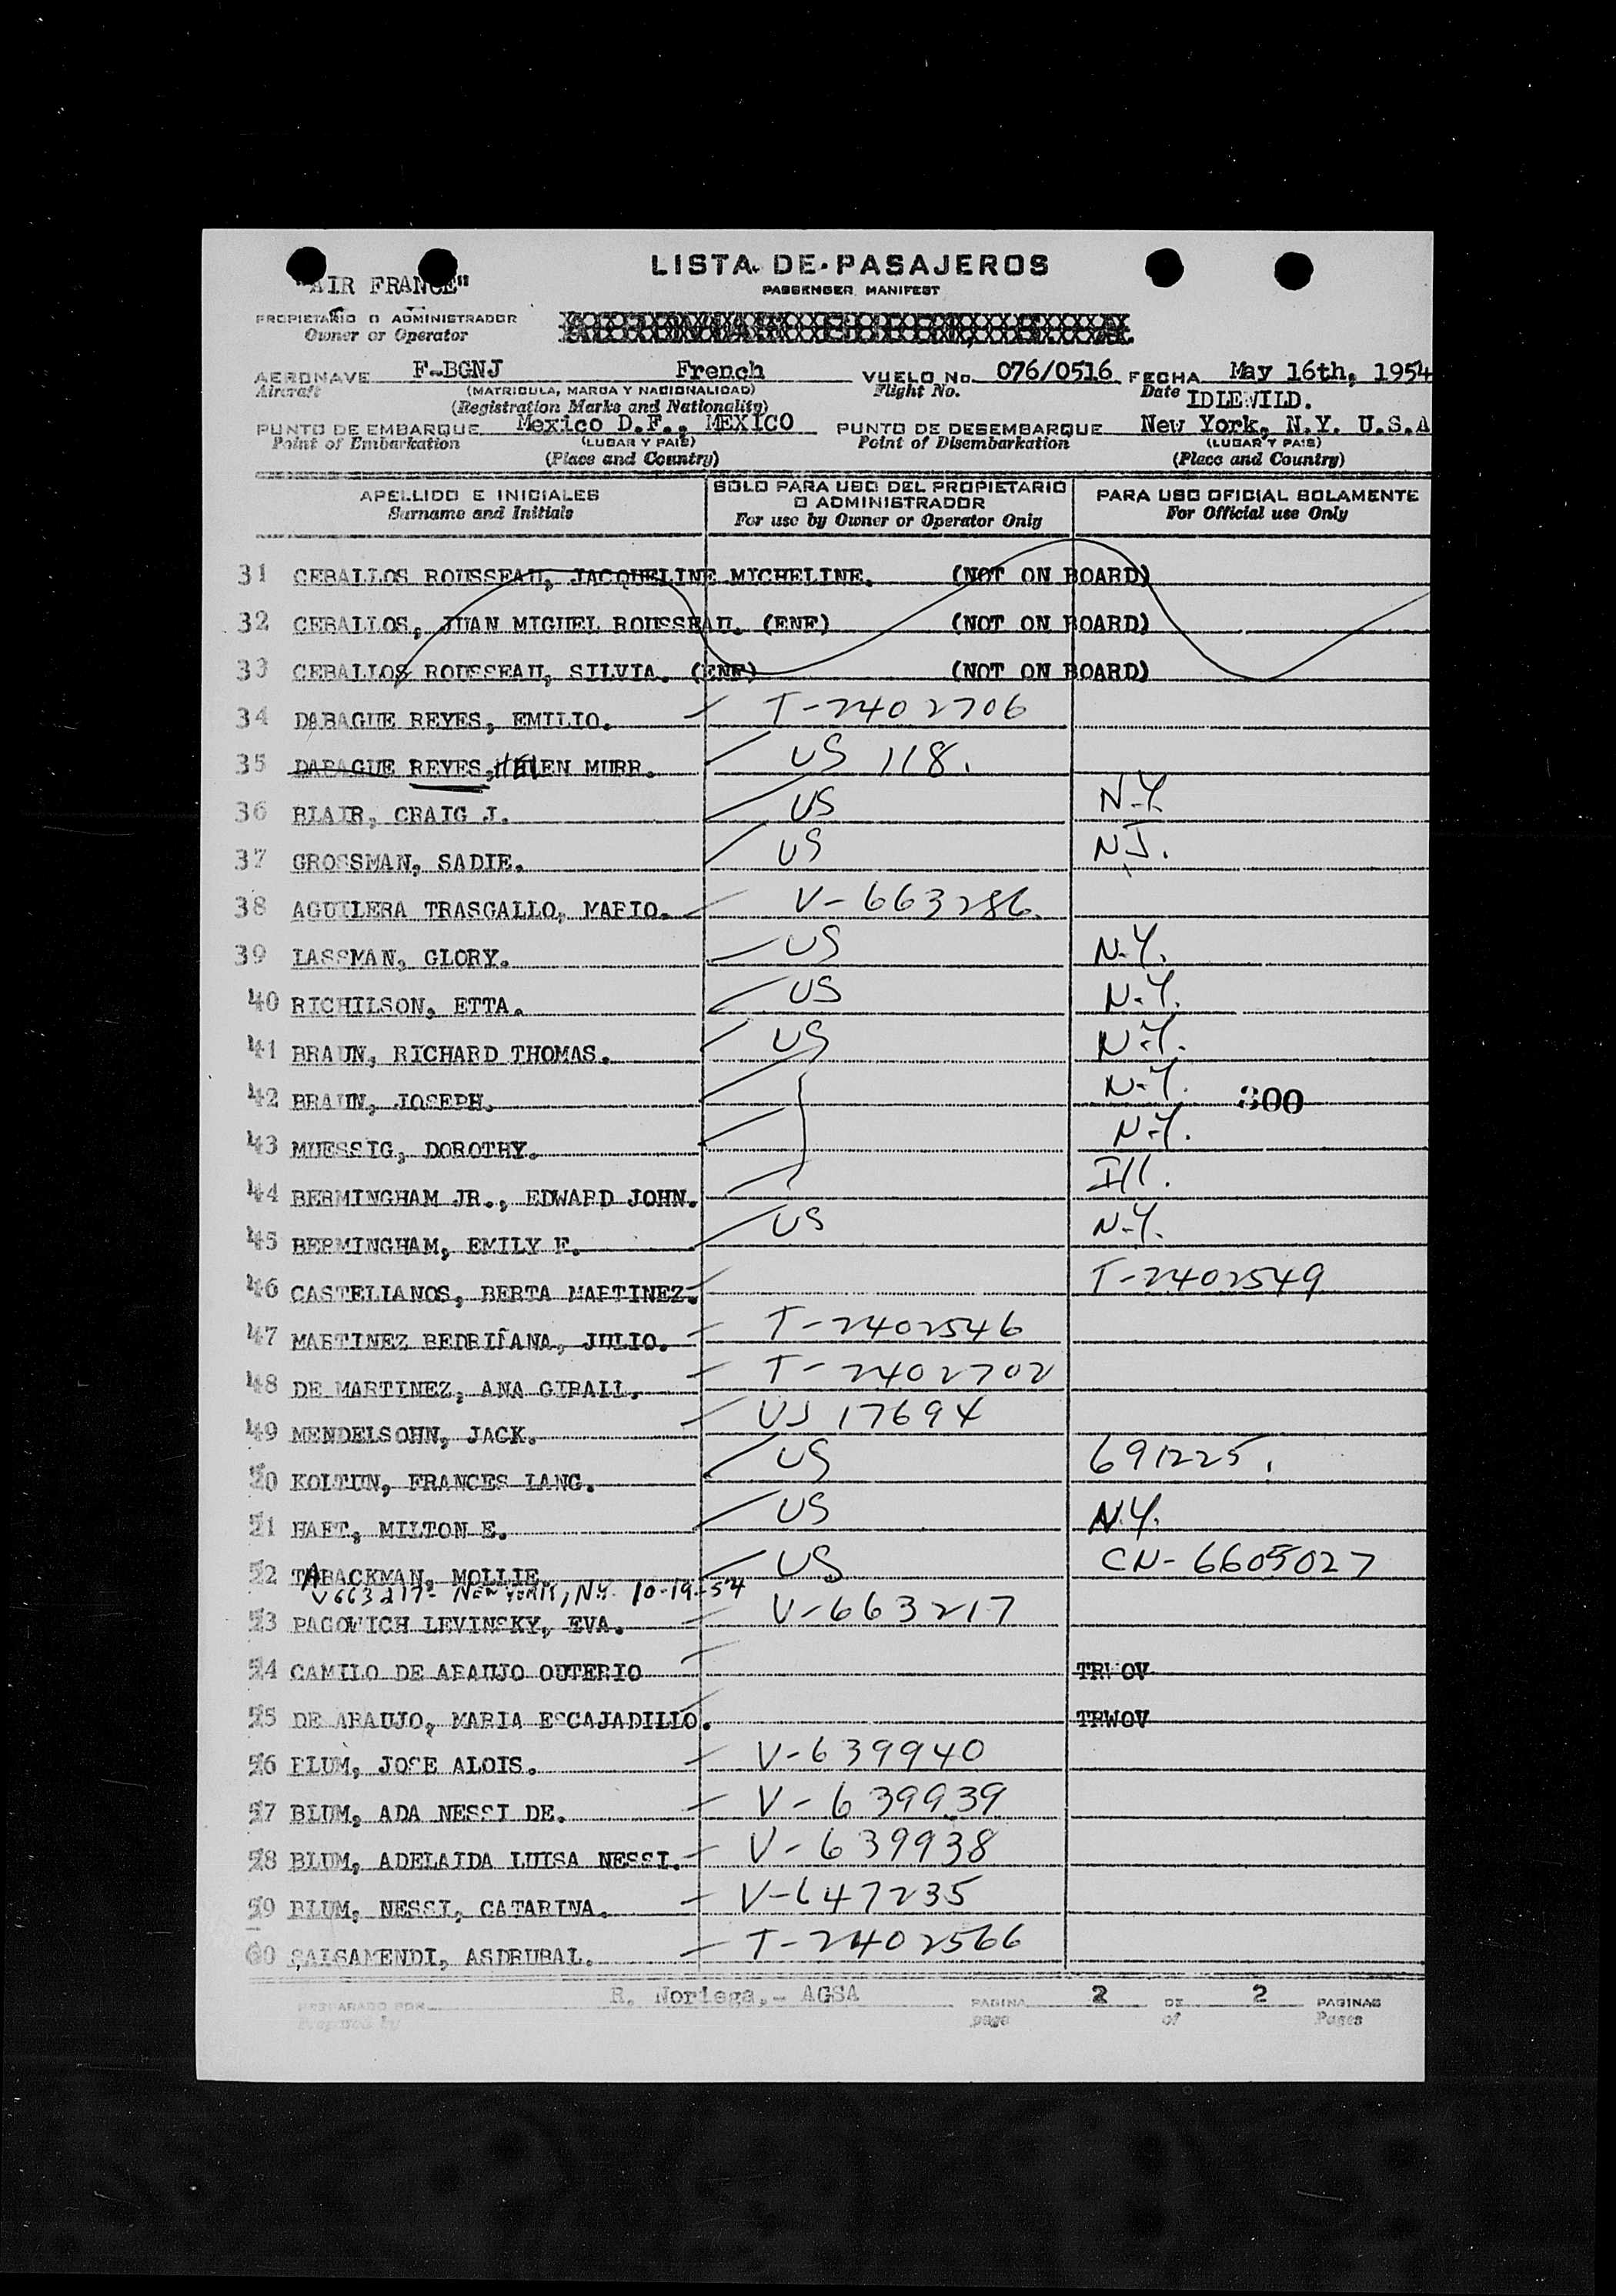 LISTA DE PASAJEROS
"AIR FRANCE"
PASSENGER MANIFEST
PROPIETARIO O ADMINISTRADOR
Owner or Operator
AERONAVE F-BGNJ French VUELO No. 076/0516 FECHA May 16th, 1954
Aircraft (MATRICULA, MARCA Y NACIONALIDAD) Flight No. Date IDLEWILD.
(Registration Marks and Nationality)
PUNTO DE EMBARQUE Mexico D.F., MEXICO PUNTO DE DESEMBARQUE New York, N.Y. U.S.A
Point of Embarkation (LUGAR Y PAIS) Point of Disembarkation (LUGAR Y PAIS)
(Place and Country) (Place and Country)
APELLIDO E INICIALES SOLO PARA USO DEL PROPIETARIO PARA USO OFICIAL SOLAMENTE
Surname and Initials O ADMINISTRADOR For Official use Only
For use by Owner or Operator Only
31 CEBALLOS ROUSSEAU, JACQUELINE MICHELINE. (NOT ON BOARD)
32 CEBALLOS, JUAN MIGUEL ROUSSEAU. (ENF) (NOT ON BOARD)
33 CEBALLOS ROUSSEAU, SILVIA. (ENF) (NOT ON BOARD)
34 DABAGUE REYES, EMILIO. T-2402706
35 DABAGUE REYES, HELEN MURR. US 118.
36 BLAIR, CRAIG J. US N.Y.
37 GROSSMAN, SADIE. US N.J.
38 AGUILERA TRASGALLO, MARIO. V-663286.
39 LASSMAN, GLORY. US N.Y.
40 RICHILSON, ETTA. US N.Y.
41 BRAUN, RICHARD THOMAS. US N.Y.
42 BRAUN, JOSEPH. N.Y. 300
43 MUESSIG, DOROTHY. N.Y.
44 BERMINGHAM JR., EDWARD JOHN. Ill.
45 BERMINGHAM, EMILY F. US N.Y.
46 CASTELLANOS, BERTA MARTINEZ. T-2402549
47 MARTINEZ BEDRIÑANA, JULIO. T-2402546
48 DE MARTINEZ, ANA GIRALL. T-2402702
49 MENDELSOHN, JACK. US 17694
50 KOLTUN, FRANCES LANG. US 691225.
51 HART, MILTON E. US N.Y.
52 TABACKMAN, MOLLIE. US CN-6605027
V663217- NEW YORK, N.Y. 10-19-54
53 PAGOWICH LEVINSKY, EVA. V-663217
54 CAMILO DE ARAUJO OUTERIO TRWOV
55 DE ARAUJO, MARIA ESCAJADILLO. TRWOV
56 BLUM, JOSE ALOIS. V-639940
57 BLUM, ADA NESSI DE. V-639939
58 BLUM, ADELAIDA LUISA NESSI. V-639938
59 BLUM, NESSI, CATARINA. V-647235
60 SALSAMENDI, ASDRUBAL. T-2402566
PREPARADO POR R. Noriega.- AGSA PAGINA 2 DE 2 PAGINAS
Prepared by page of Pages